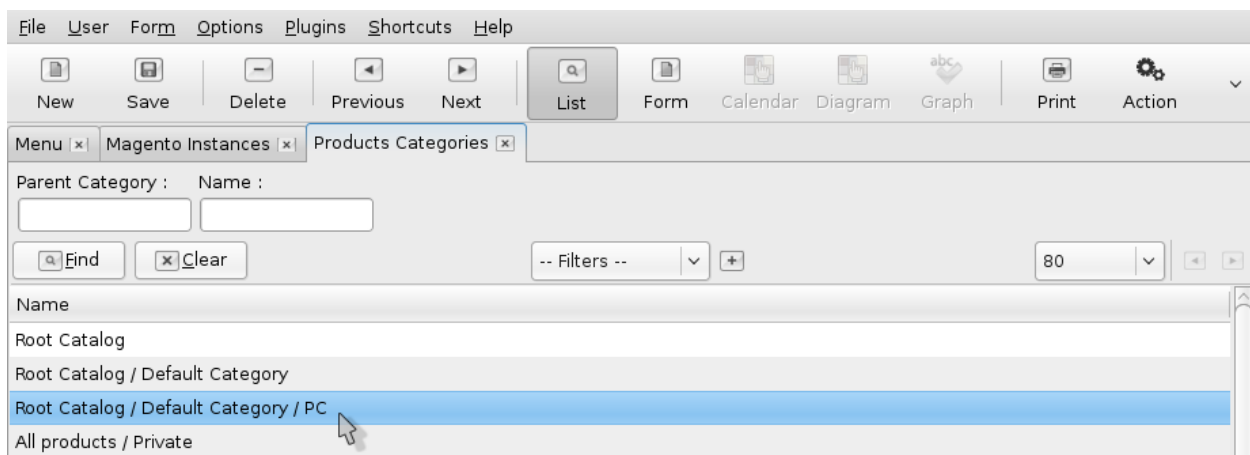 File User Form Options Plugins Shortcuts Help
New Save Delete Previous Next List Form Calendar Diagram abc Graph Print Action
Menu Magento Instances Products Categories
Parent Category : Name :
Find Clear -- Filters -- 80
Name
Root Catalog
Root Catalog / Default Category
Root Catalog / Default Category / PC
All products / Private